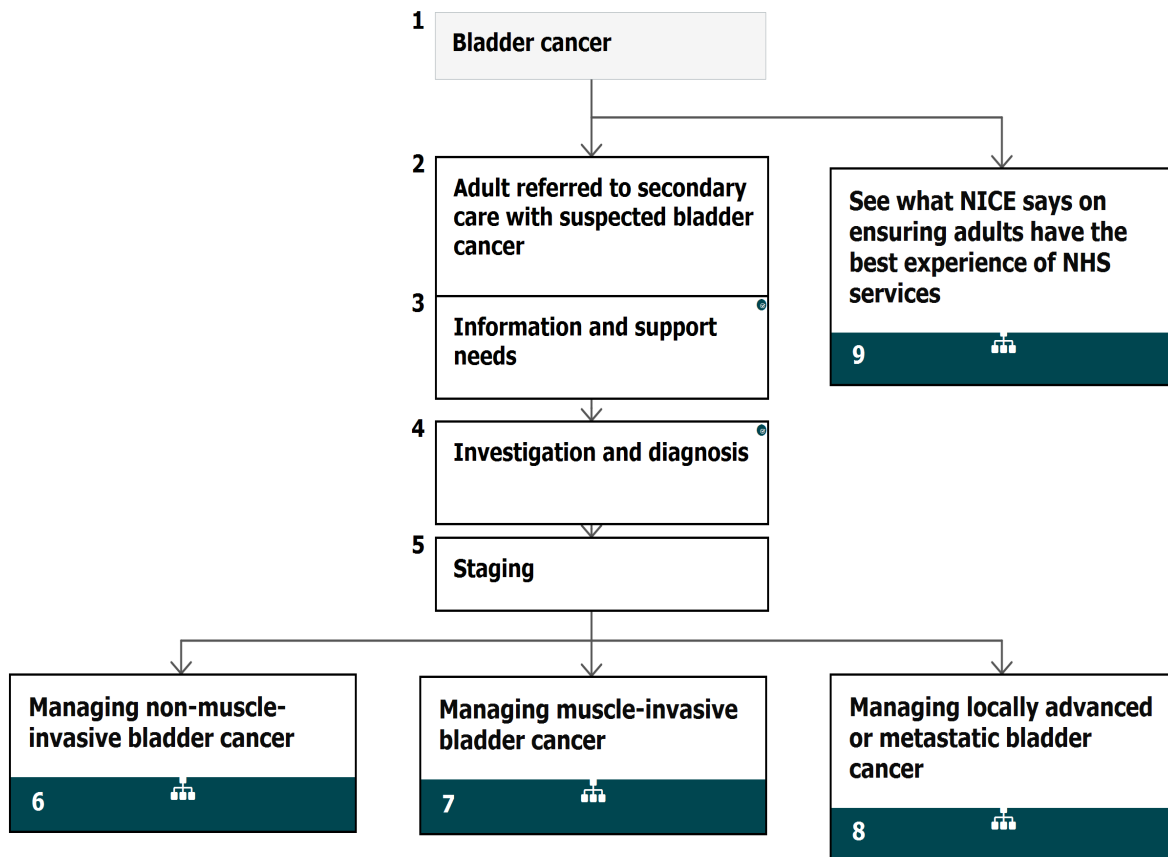 1
Bladder cancer
2
Adult referred to secondary
care with suspected bladder
cancer
See what NICE says on
ensuring adults have the
best experience of NHS
services
9
3
Information and support
needs
4
Investigation and diagnosis
5
Staging
Managing non-muscle-
invasive bladder cancer
6
Managing muscle-invasive
bladder cancer
7
Managing locally advanced
or metastatic bladder
cancer
8